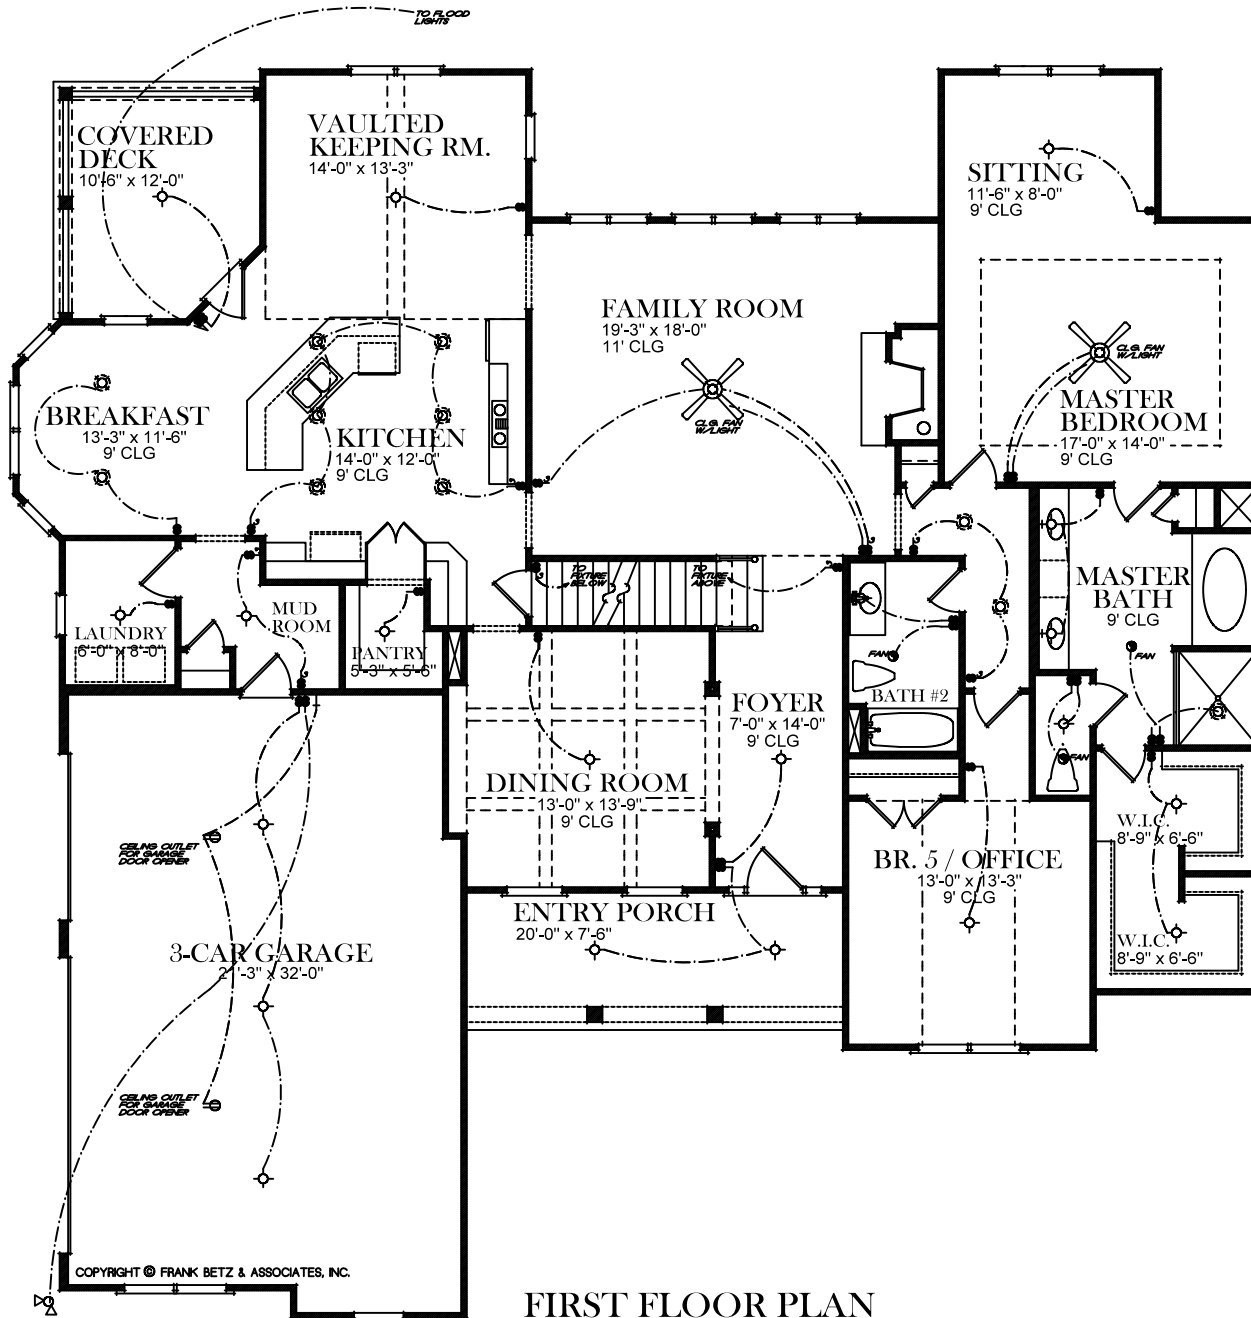 TO FLOOD
LIGHTS
COVERED
DECK
10'-6" x 12'-0"
VAULTED
KEEPING RM.
14'-0" x 13'-3"
SITTING
11'-6" x 8'-0"
9' CLG
FAMILY ROOM
19'-3" x 18'-0"
11' CLG
CLG. FAN
W/LIGHT
CLG. FAN
W/LIGHT
MASTER
BEDROOM
17'-0" x 14'-0"
9' CLG
BREAKFAST
13'-3" x 11'-6"
9' CLG
KITCHEN
14'-0" x 12'-0"
9' CLG
TO
FIXTURE
BELOW
TO
FIXTURE
ABOVE
MASTER
BATH
9' CLG
FAN
MUD
ROOM
LAUNDRY
6'-0" x 8'-0"
PANTRY
5'-3" x 5'-6"
FAN
BATH #2
FOYER
7'-0" x 14'-0"
9' CLG
FAN
DINING ROOM
13'-0" x 13'-9"
9' CLG
W.I.C.
8'-9" x 6'-6"
CEILING OUTLET
FOR GARAGE
DOOR OPENER
BR. 5 / OFFICE
13'-0" x 13'-3"
9' CLG
ENTRY PORCH
20'-0" x 7'-6"
W.I.C.
8'-9" x 6'-6"
3-CAR GARAGE
21'-3" x 32'-0"
CEILING OUTLET
FOR GARAGE
DOOR OPENER
COPYRIGHT © FRANK BETZ & ASSOCIATES, INC.
FIRST FLOOR PLAN